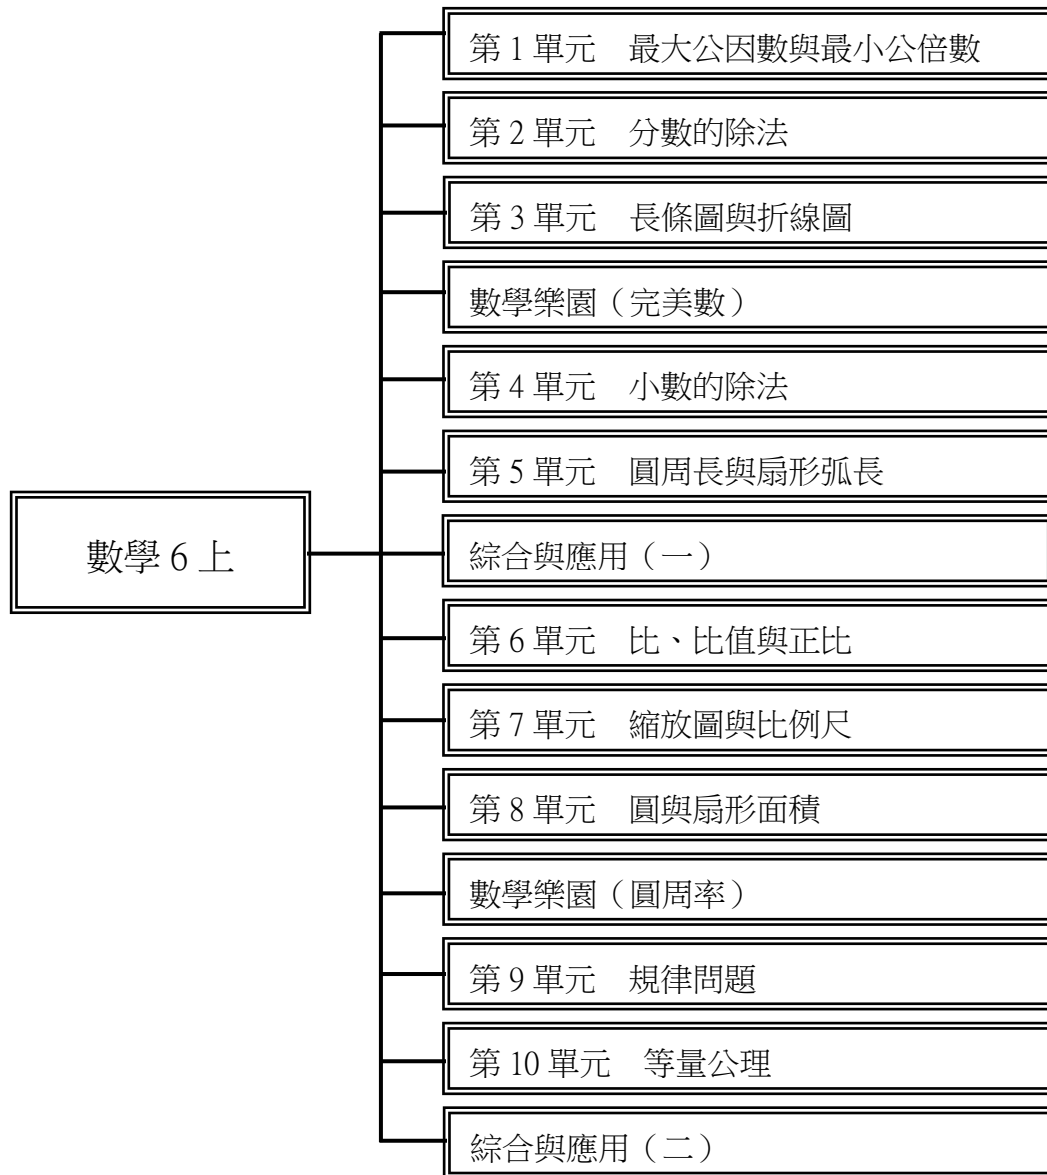 第 1 單元　最大公因數與最小公倍數
第 2 單元　分數的除法
第 3 單元　長條圖與折線圖
數學樂園（完美數）
第 4 單元　小數的除法
第 5 單元　圓周長與扇形弧長
數學 6 上
綜合與應用（一）
第 6 單元　比、比值與正比
第 7 單元　縮放圖與比例尺
第 8 單元　圓與扇形面積
數學樂園（圓周率）
第 9 單元　規律問題
第 10 單元　等量公理
綜合與應用（二）